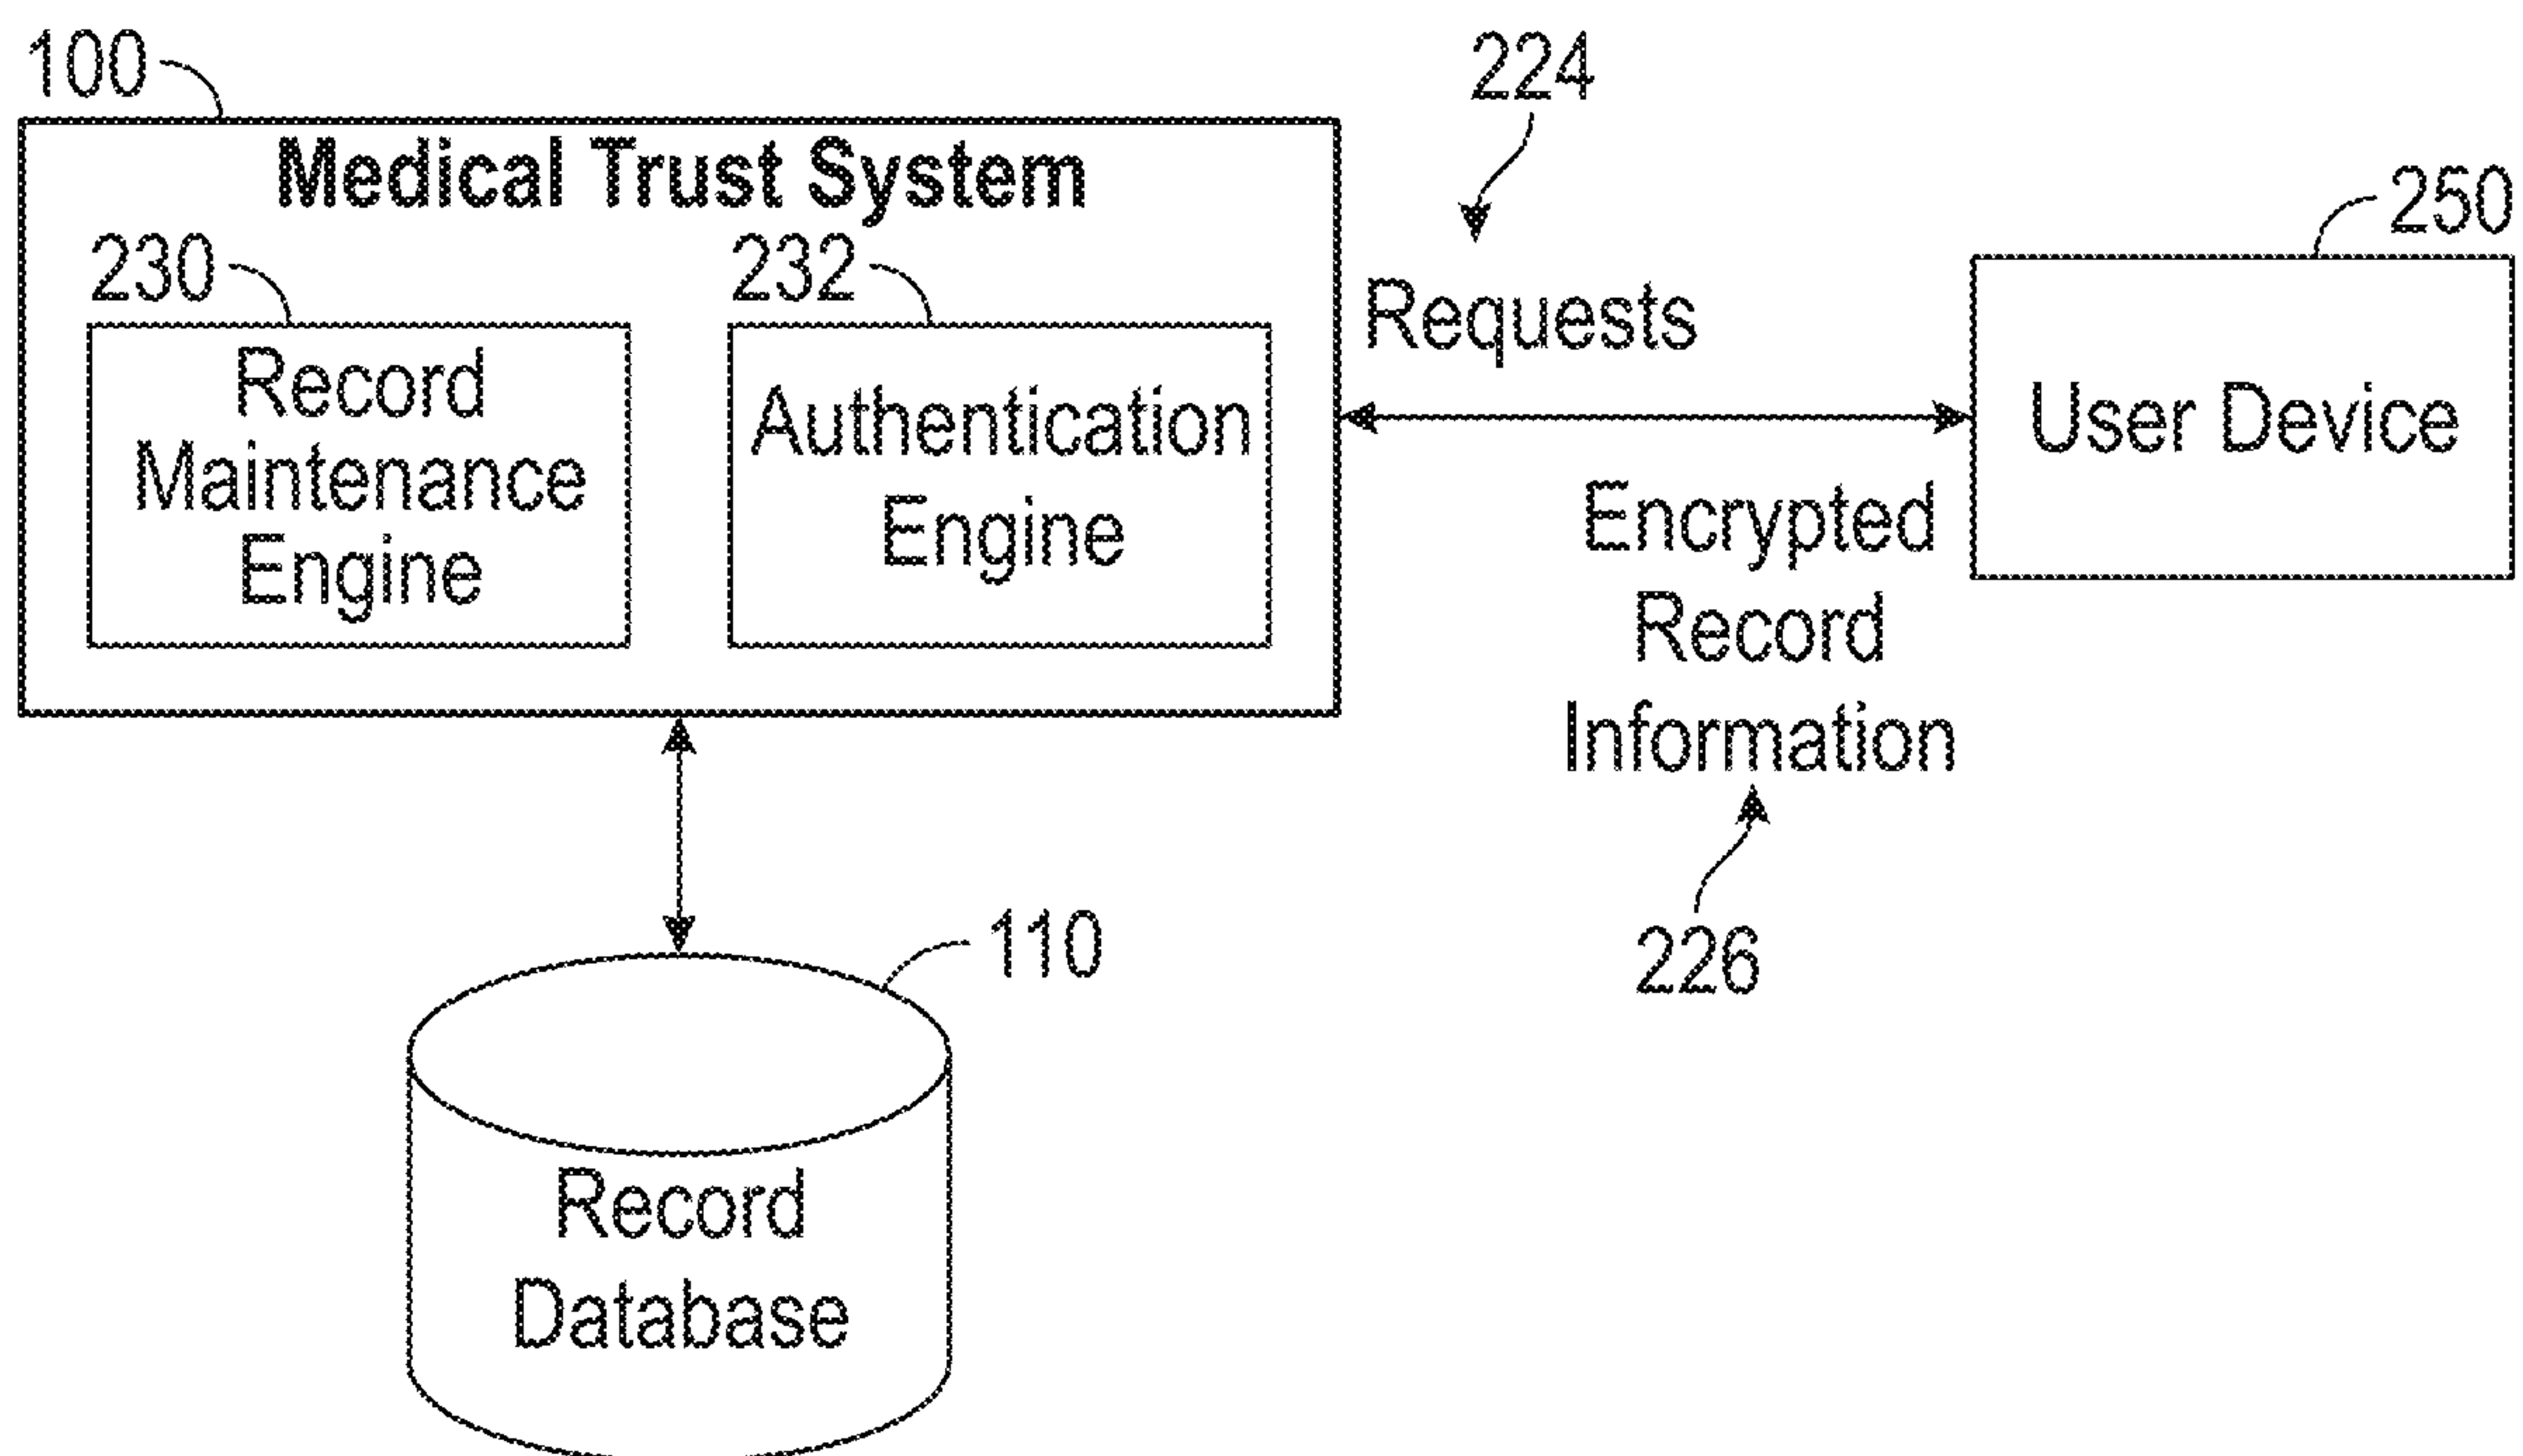 100
Medical Trust System
230
Record
Maintenance
Engine
232
Authentication
Engine
224
Requests
250
User Device
Encrypted
Record
Information
226
110
Record
Database